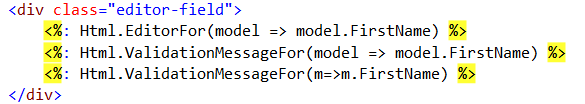 <div class="editor-field">
<%: Html.EditorFor(model => model.FirstName) %>
<%: Html.ValidationMessageFor(model => model.FirstName) %>
<%: Html.ValidationMessageFor(m=>m.FirstName) %>
</div>